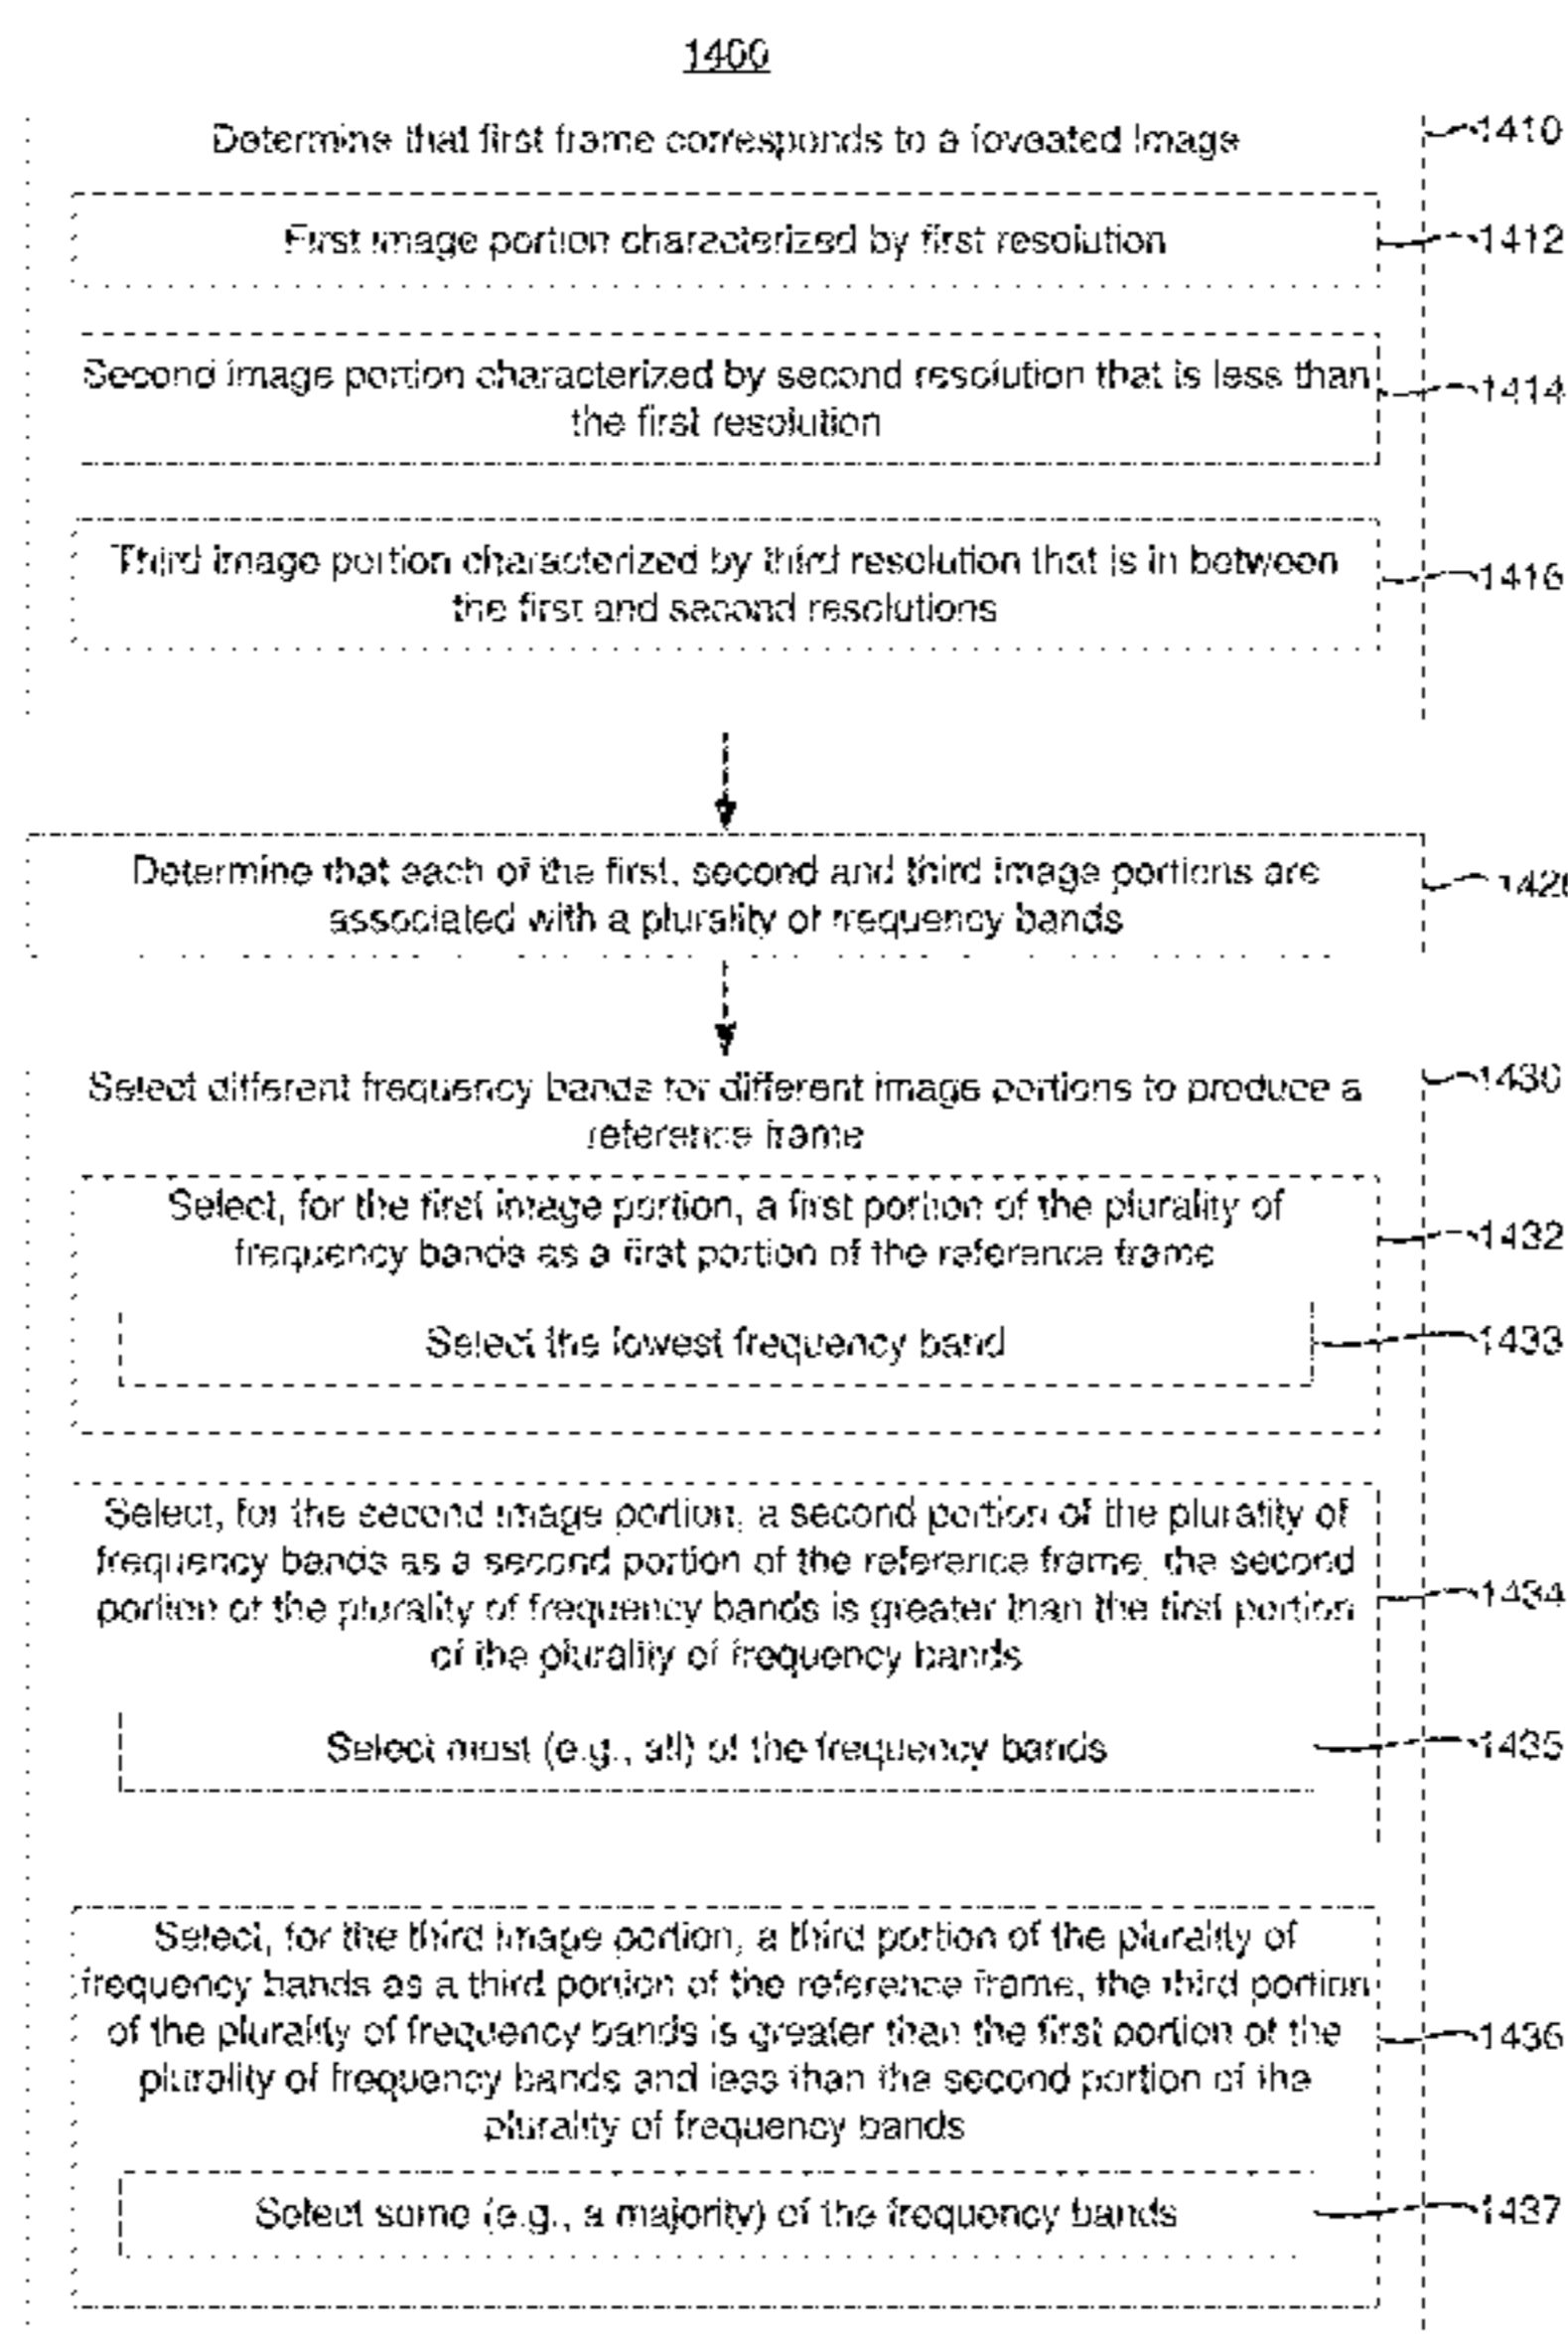 1400
Determine that first frame corresponds to a foveated image
1410
First image portion characterized by first resolution
1412
Second image portion characterized by second resolution that is less than
the first resolution
1414
Third image portion characterized by third resolution that is in between
the first and second resolutions
1416
Determine that each of the first, second and third image portions are
associated with a plurality of frequency bands
142
Select different frequency bands for different image portions to produce a
reference frame
1430
Select, for the first image portion, a first portion of the plurality of
frequency bands as a first portion of the reference frame
1432
Select the lowest frequency band
1433
Select, for the second image portion, a second portion of the plurality of
frequency bands as a second portion of the reference frame, the second
portion of the plurality of frequency bands is greater than the first portion
of the plurality of frequency bands
1434
Select most (e.g., all) of the frequency bands
1435
Select, for the third image portion, a third portion of the plurality of
frequency bands as a third portion of the reference frame, the third portion
of the plurality of frequency bands is greater than the first portion of the
plurality of frequency bands and less than the second portion of the
plurality of frequency bands
1436
Select some (e.g., a majority) of the frequency bands
1437